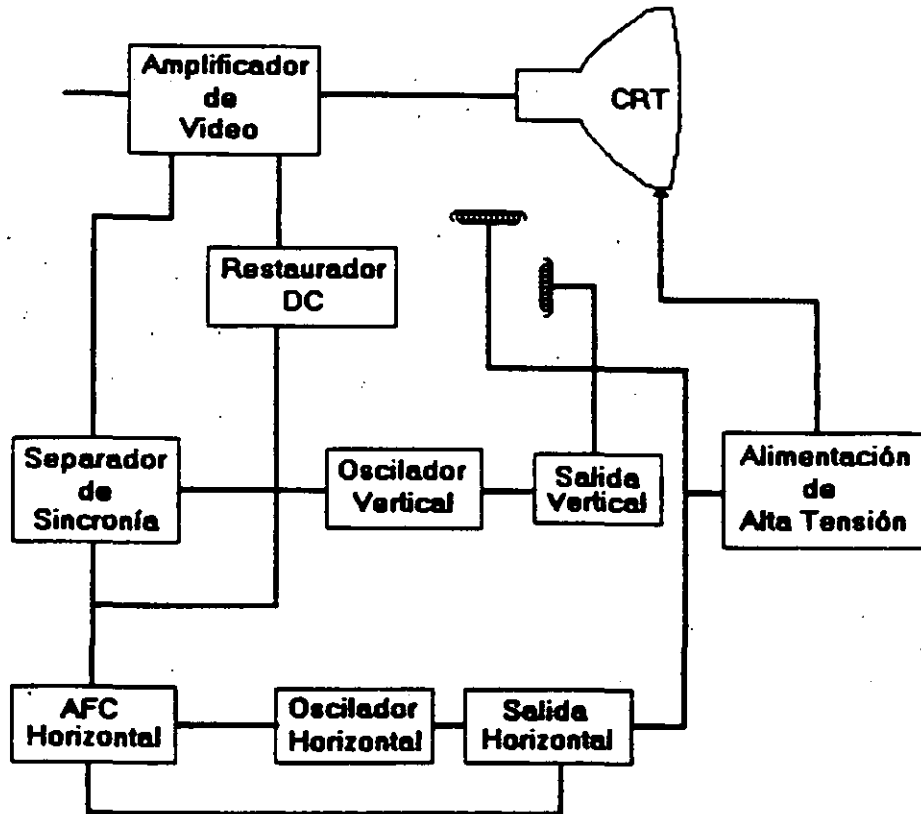 Amplificador
de
Video
CRT
Restaurador
DC
Separador
de
Sincronía
Oscilador
Vertical
Salida
Vertical
Alimentación
de
Alta Tensión
AFC
Horizontal
Oscilador
Horizontal
Salida
Horizontal